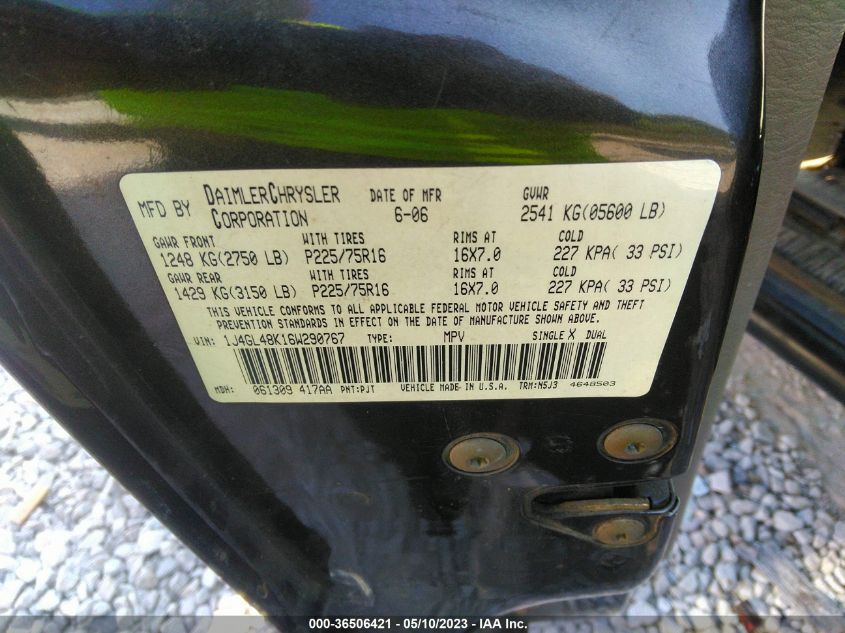 MFD BY DAIMLERCHRYSLER CORPORATION DATE OF MFR 6-06 GVWR 2541 KG(05600 LB)
GAWR FRONT WITH TIRES RIMS AT COLD
1248 KG(2750 LB) P225/75R16 16X7.0 227 KPA( 33 PSI)
GAWR REAR WITH TIRES RIMS AT COLD
1429 KG(3150 LB) P225/75R16 16X7.0 227 KPA( 33 PSI)
THIS VEHICLE CONFORMS TO ALL APPLICABLE FEDERAL MOTOR VEHICLE SAFETY AND THEFT
PREVENTION STANDARDS IN EFFECT ON THE DATE OF MANUFACTURE SHOWN ABOVE.
VIN: 1J4GL48K16W290767 TYPE: MPV SINGLE X DUAL
MDH: 061309 417AA PNT:PJT VEHICLE MADE IN U.S.A. TRM:N5J3 4648503
000-36506421 - 05/10/2023 - IAA Inc.